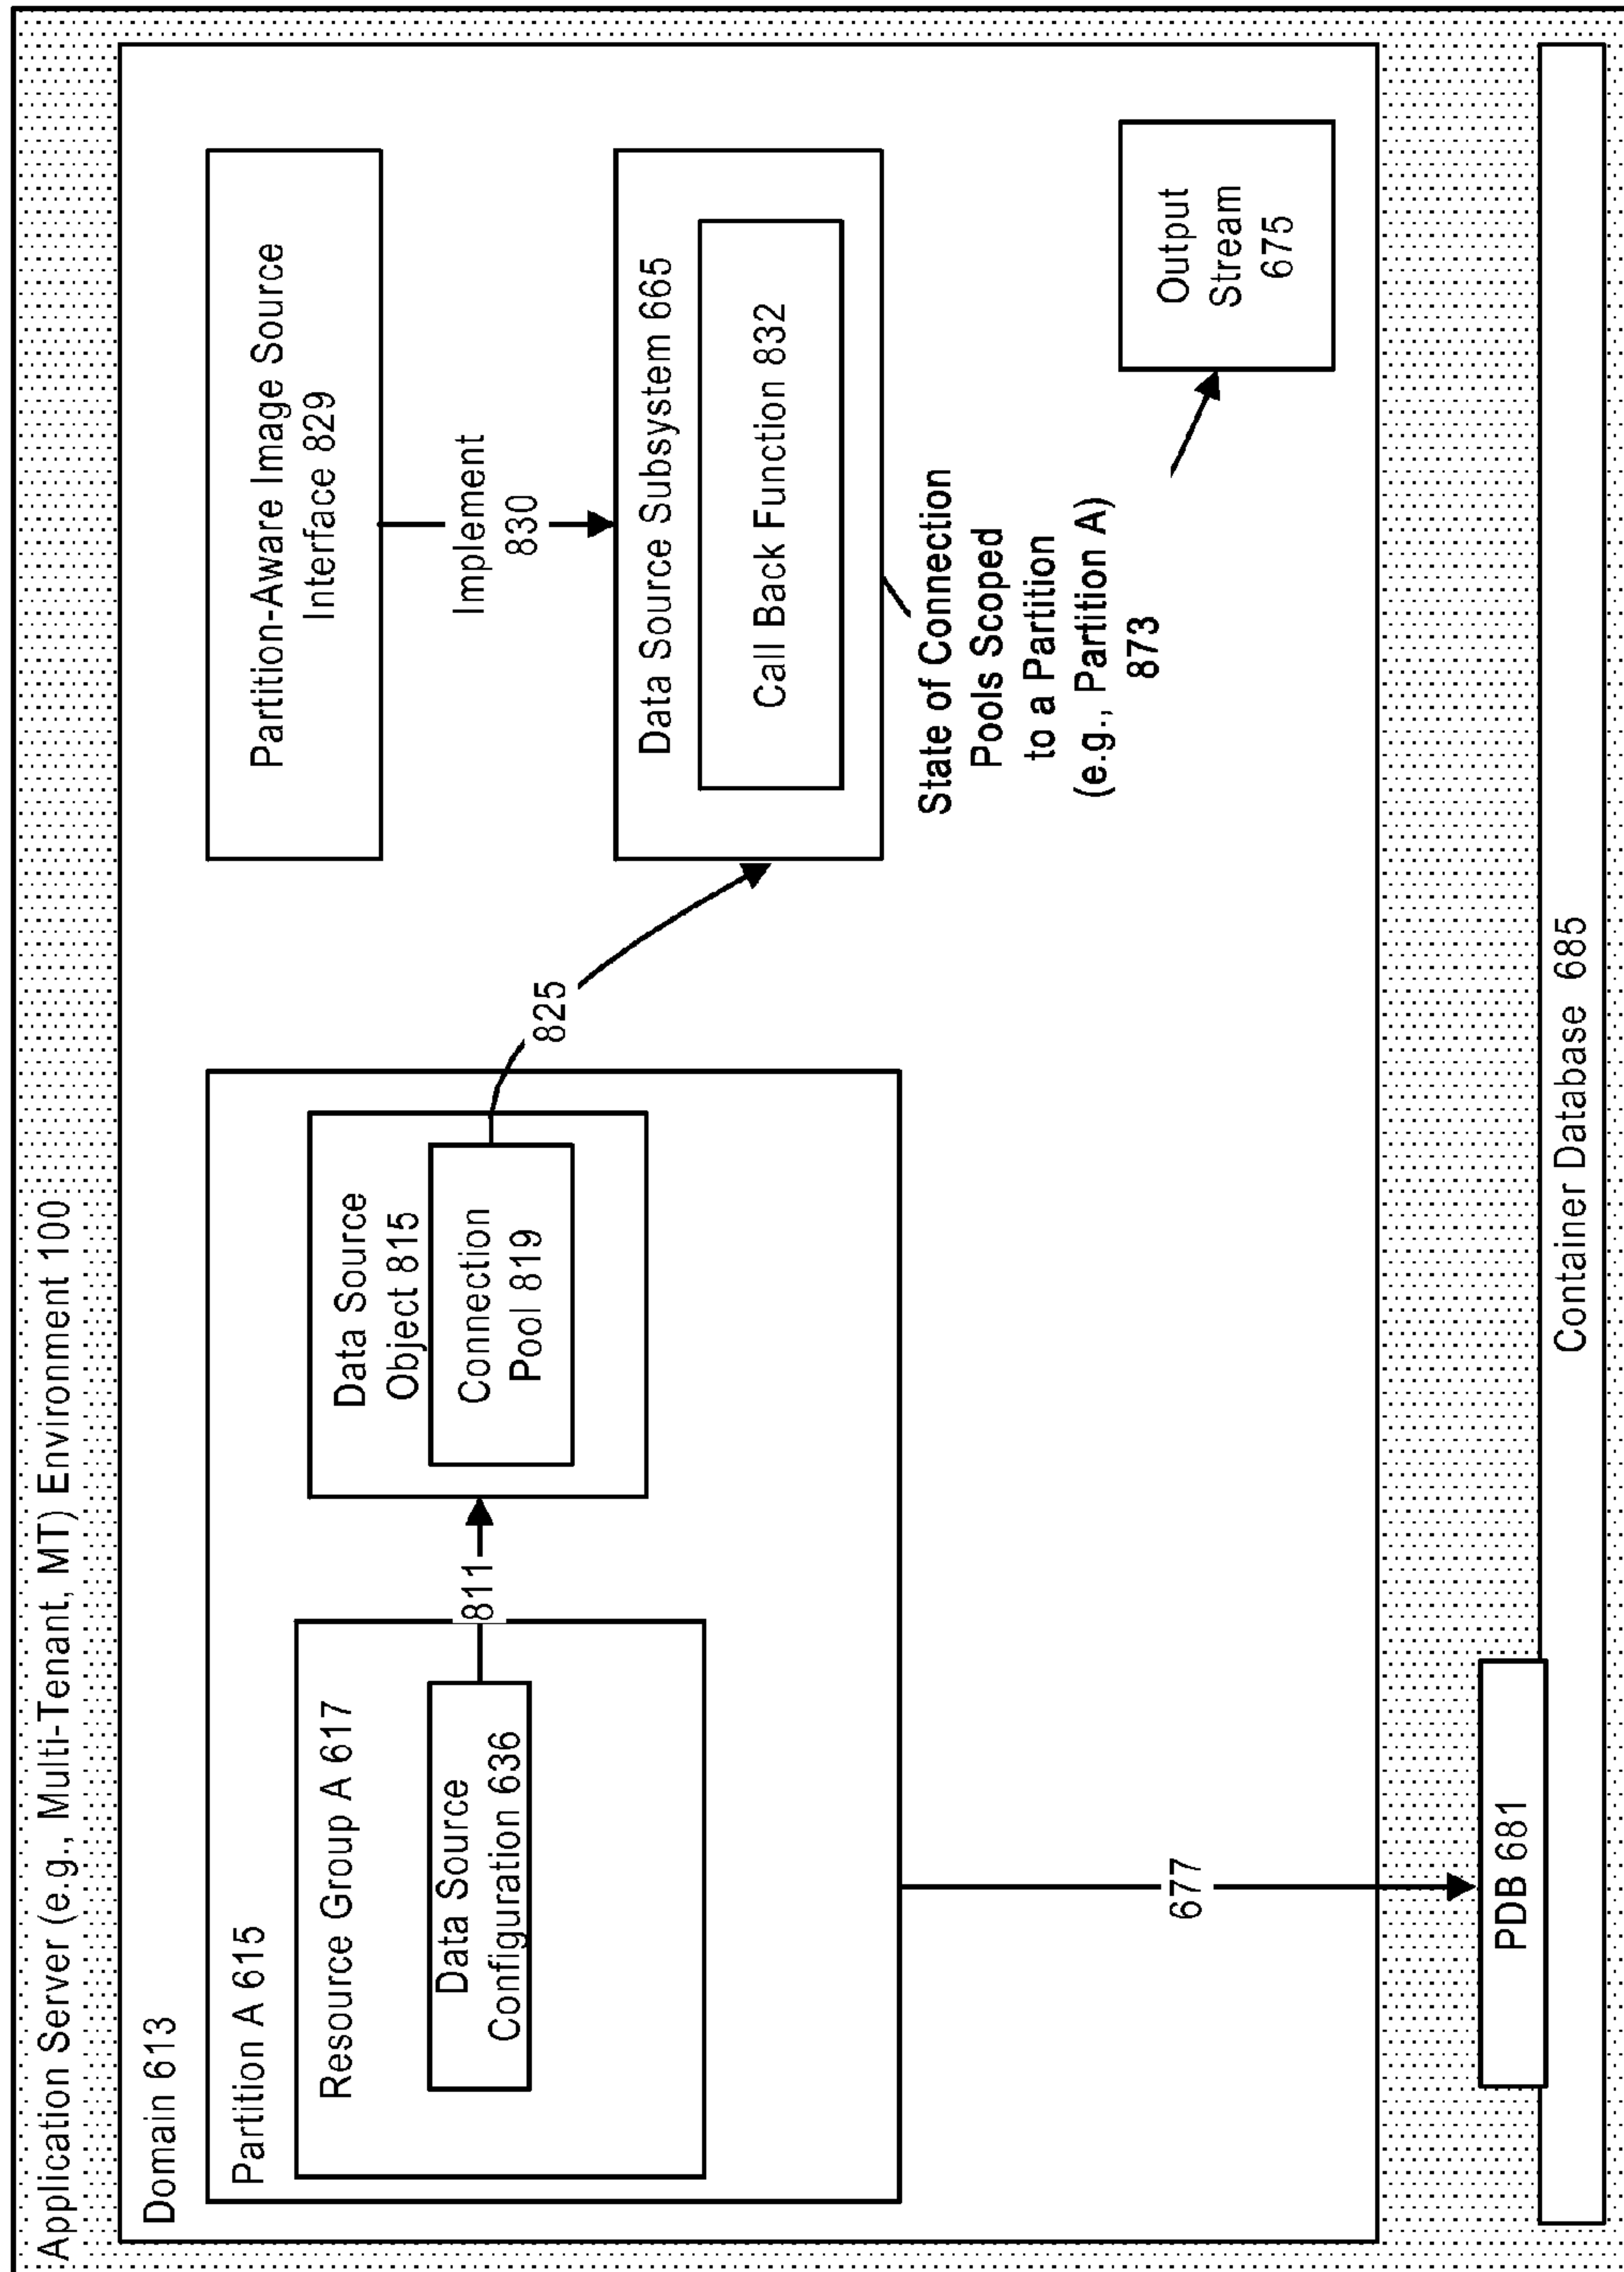 Application Server (e.g., Multi-Tenant, MT) Environment 100
Domain 613
Partition A 615
Resource Group A 617
Data Source
Configuration 636
811
Data Source
Object 815
Connection
Pool 819
825
Partition-Aware Image Source
Interface 829
Implement
830
Data Source Subsystem 665
Call Back Function 832
State of Connection
Pools Scoped
to a Partition
(e.g., Partition A)
873
Output
Stream
675
677
PDB 681
Container Database 685